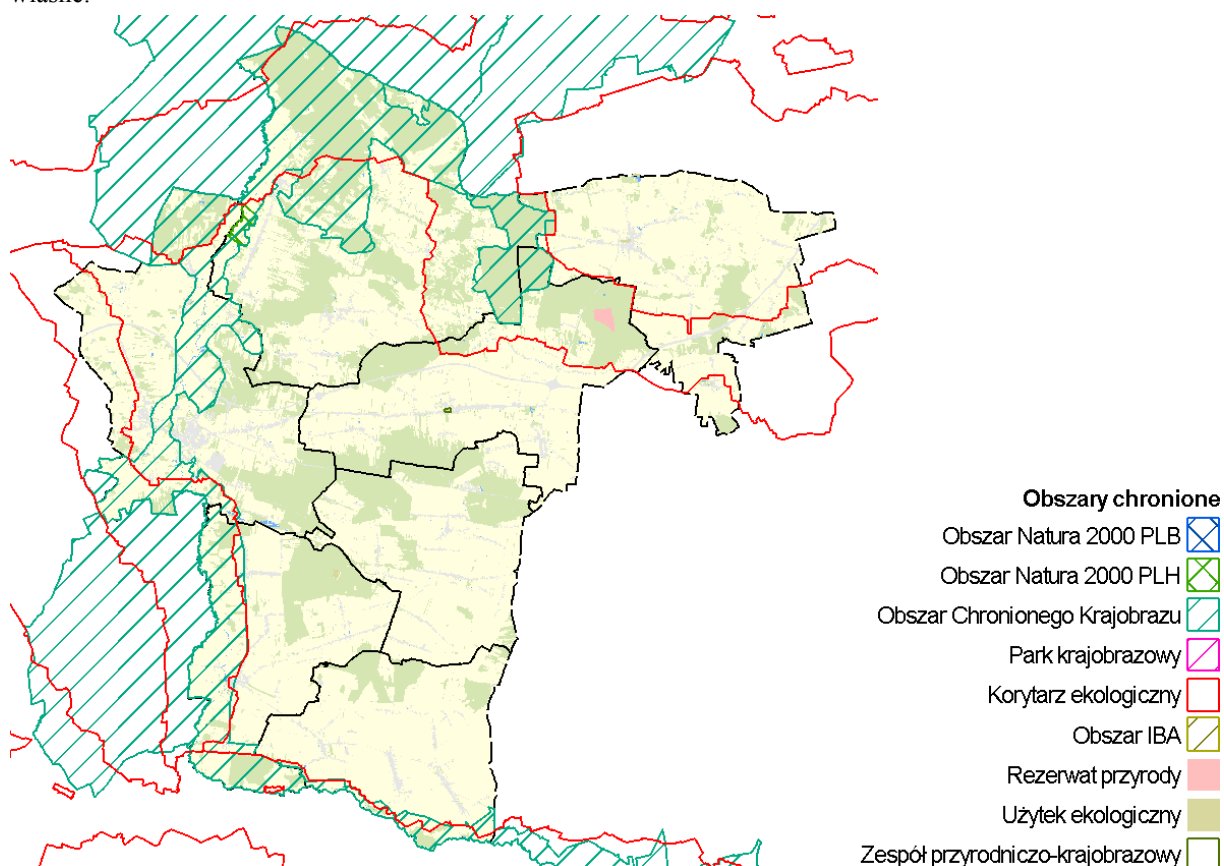 własne.
Obszary chronione
Obszar Natura 2000 PLB
Obszar Natura 2000 PLH
Obszar Chronionego Krajobrazu
Park krajobrazowy
Korytarz ekologiczny
Obszar IBA
Rezerwat przyrody
Użytek ekologiczny
Zespół przyrodniczo-krajobrazowy